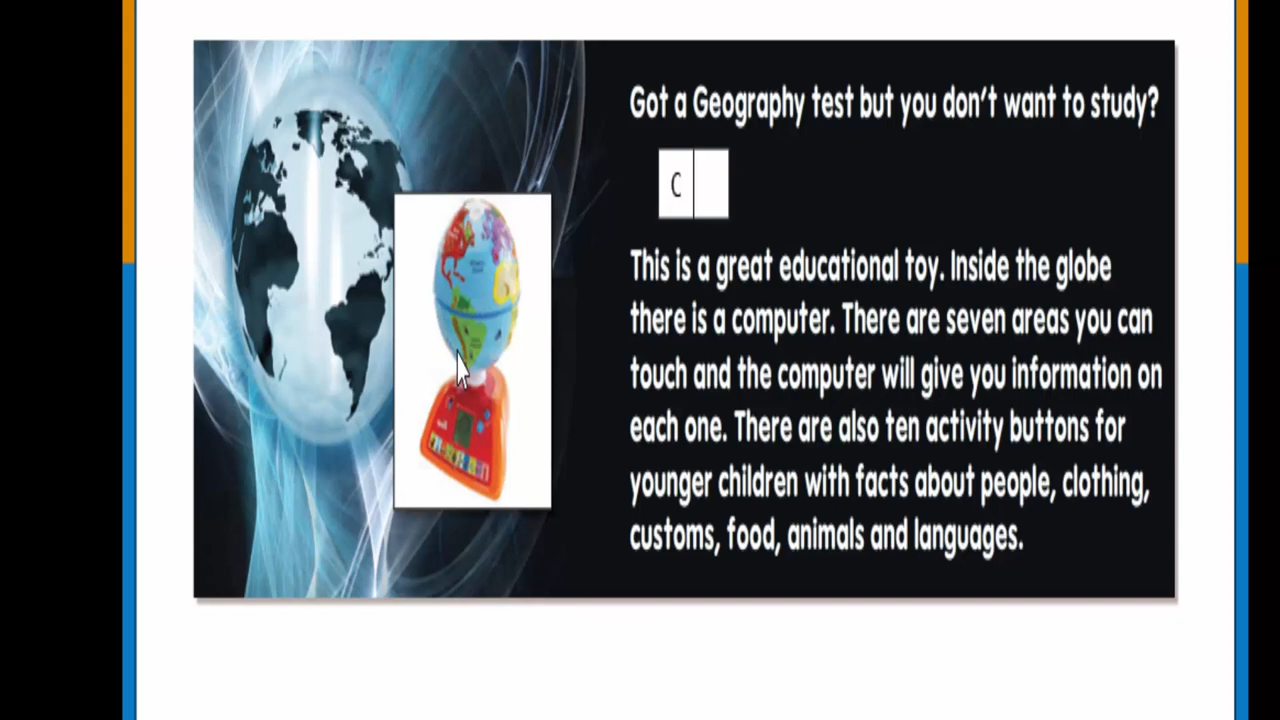 Got a Geography test but you don't want to study?
C
This is a great educational toy. Inside the globe
there is a computer. There are seven areas you can
touch and the computer will give you information on
each one. There are also ten activity buttons for
younger children with facts about people, clothing,
customs, food, animals and languages.